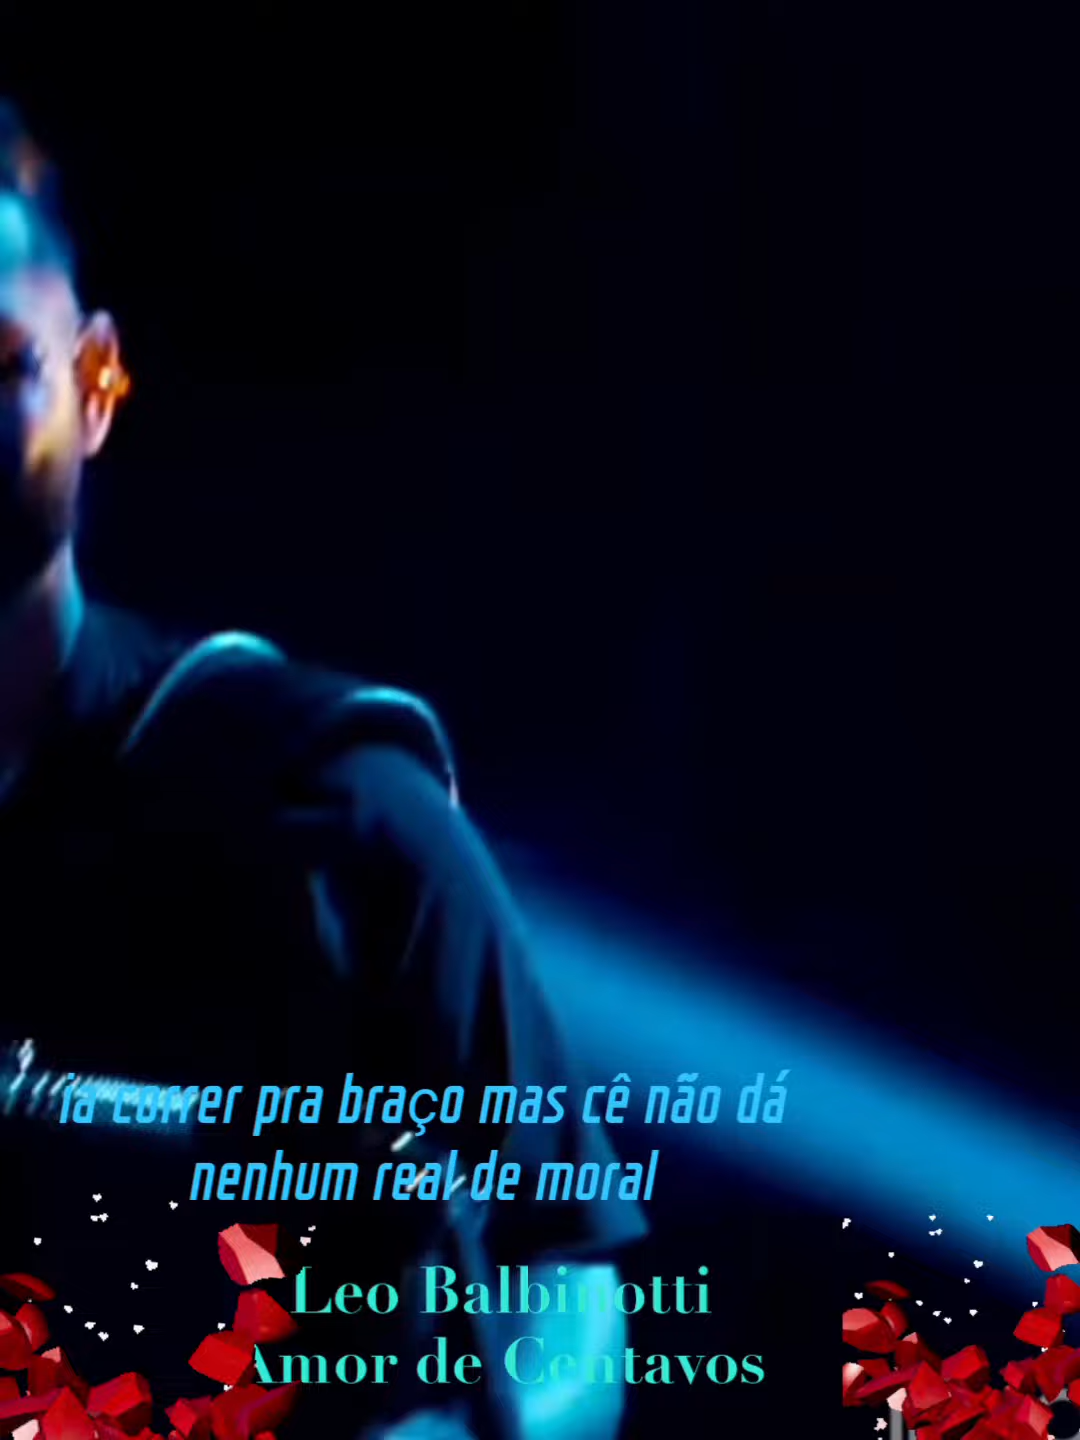 ia correr pra braço mas cê não dá
nenhum real de moral
Leo Balbinotti
Amor de Centavos